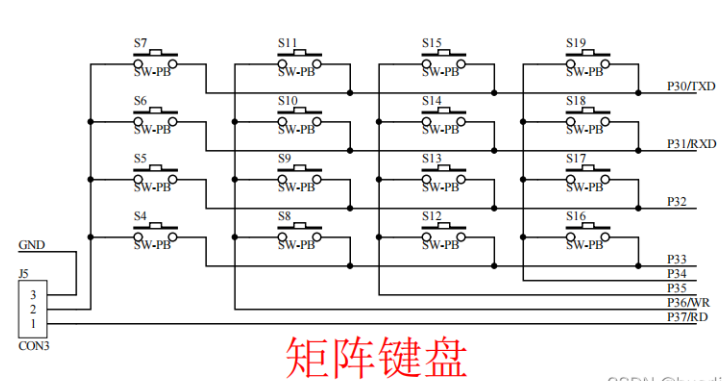 S7 S11 S15 S19
SW-PB SW-PB SW-PB SW-PB
P30/TXD
S6 S10 S14 S18
SW-PB SW-PB SW-PB SW-PB
P31/RXD
S5 S9 S13 S17
SW-PB SW-PB SW-PB SW-PB
P32
S4 S8 S12 S16
SW-PB SW-PB SW-PB SW-PB
GND
P33
J5
P34
3
P35
2
P36/WR
1
P37/RD
CON3
矩阵键盘